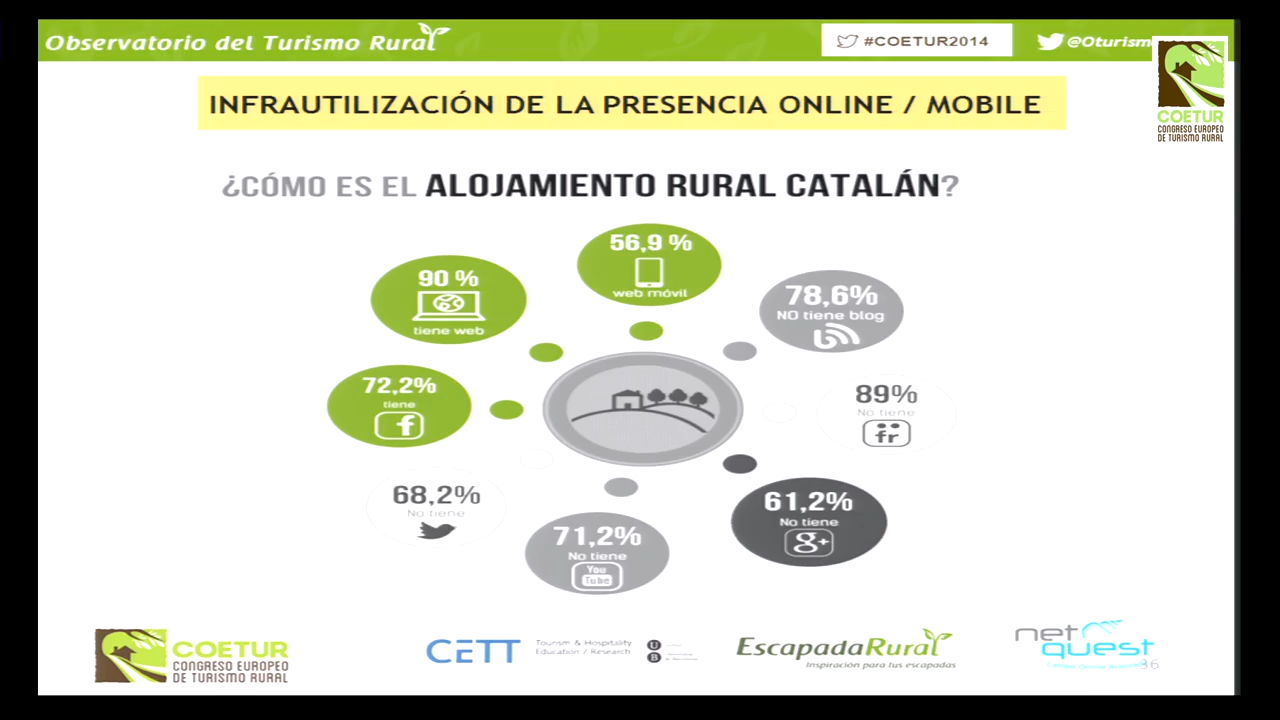 Observatorio del Turismo Rural
#COETUR2014
@Oturism
COETUR
CONGRESO EUROPEO
DE TURISMO RURAL
INFRAUTILIZACIÓN DE LA PRESENCIA ONLINE / MOBILE
¿CÓMO ES EL ALOJAMIENTO RURAL CATALÁN?
56,9 %
web móvil
90 %
tiene web
78,6%
NO tiene blog
72,2%
tiene
f
89%
No tiene
fr
68,2%
No tiene
61,2%
No tiene
g+
71,2%
No tiene
You
Tube
COETUR
CONGRESO EUROPEO
DE TURISMO RURAL
CETT
Tourism & Hospitality
Education / Research
U
B
EscapadaRural
Inspiración para tus escapadas
net
quest
36